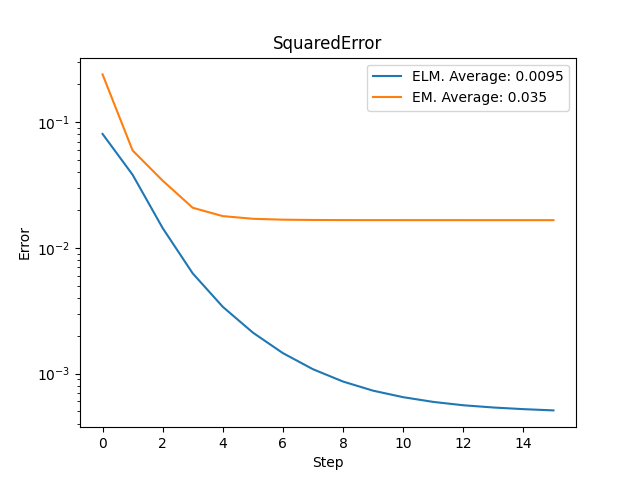 SquaredError
ELM. Average: 0.0095
EM. Average: 0.035
10⁻¹
10⁻²
10⁻³
Error
0 2 4 6 8 10 12 14
Step